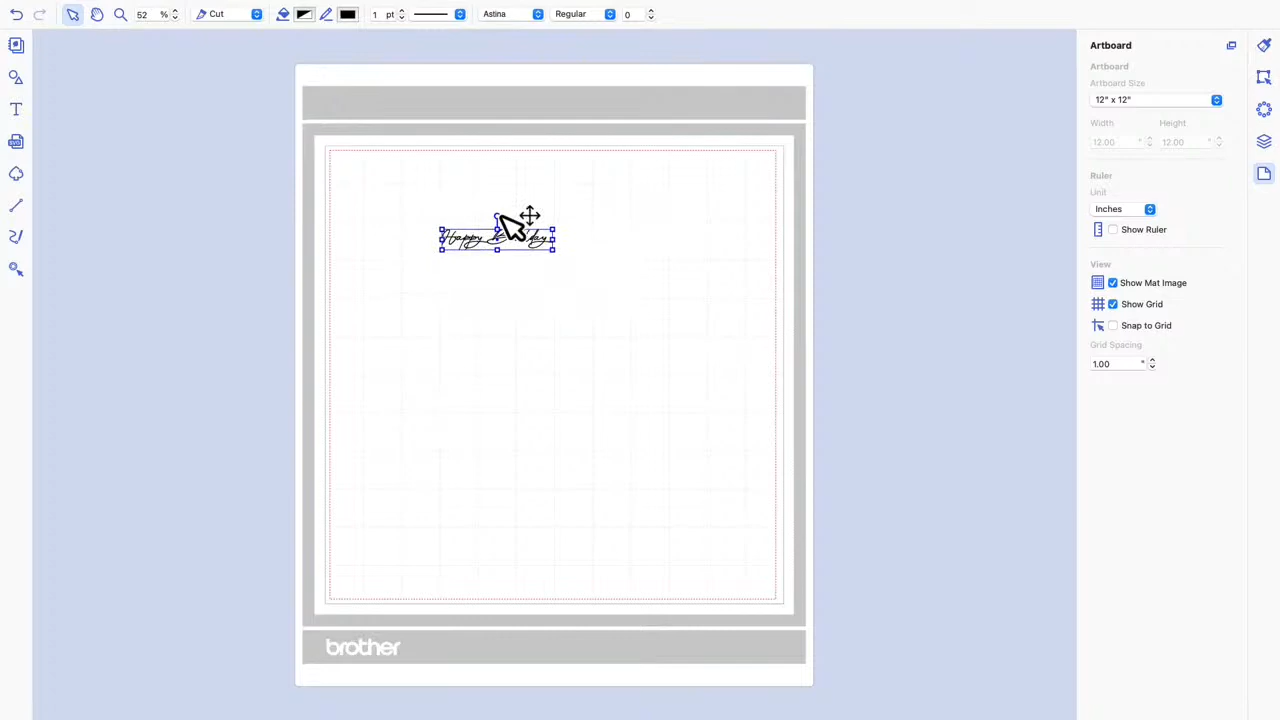 52 % Cut 1 pt Astina Regular 0
Artboard
Artboard
Artboard Size
12" x 12"
Width Height
12.00 " 12.00 "
Ruler
Unit
Inches
Show Ruler
View
Show Mat Image
Show Grid
Snap to Grid
Grid Spacing
1.00 "
Happy
brother